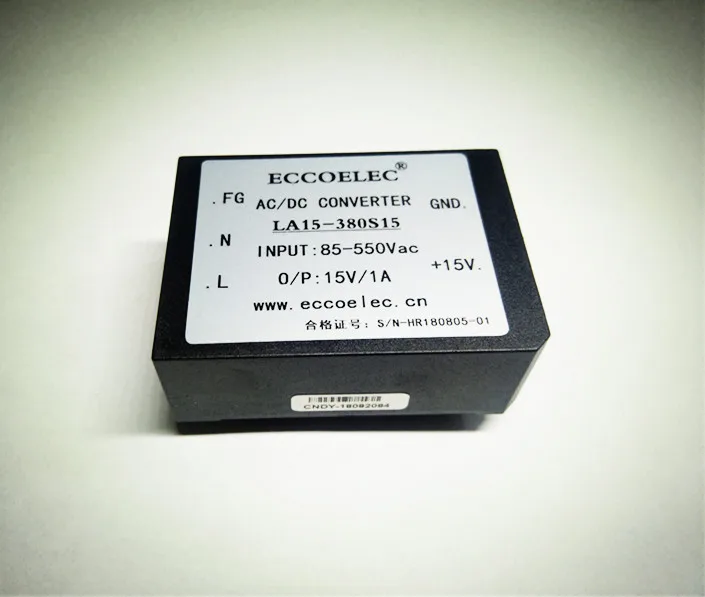 ECCOELEC®
.FG AC/DC CONVERTER GND.
LA15-380S15
.N INPUT:85-550Vac
.L O/P:15V/1A +15V.
www.eccoelec.cn
合格证号: S/N-HR180805-01
CNDY-18082084